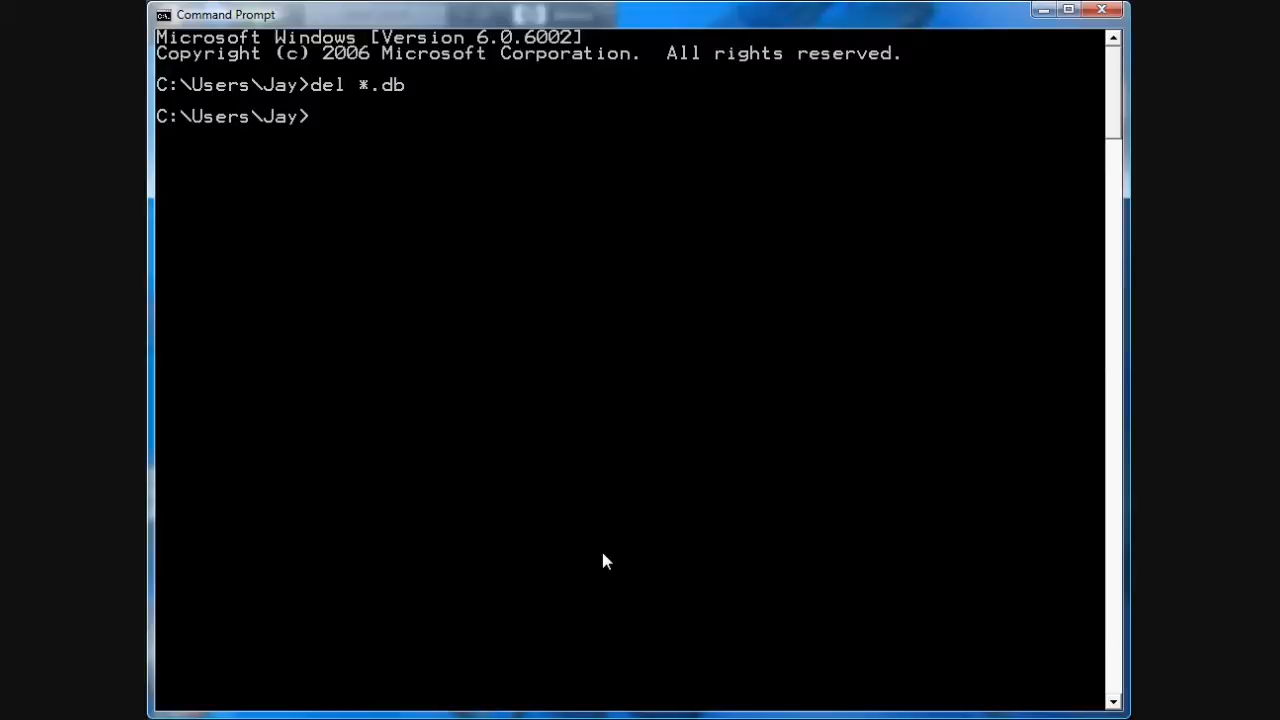 Command Prompt
Microsoft Windows [Version 6.0.6002]
Copyright (c) 2006 Microsoft Corporation.  All rights reserved.
C:\Users\Jay>del *.db
C:\Users\Jay>